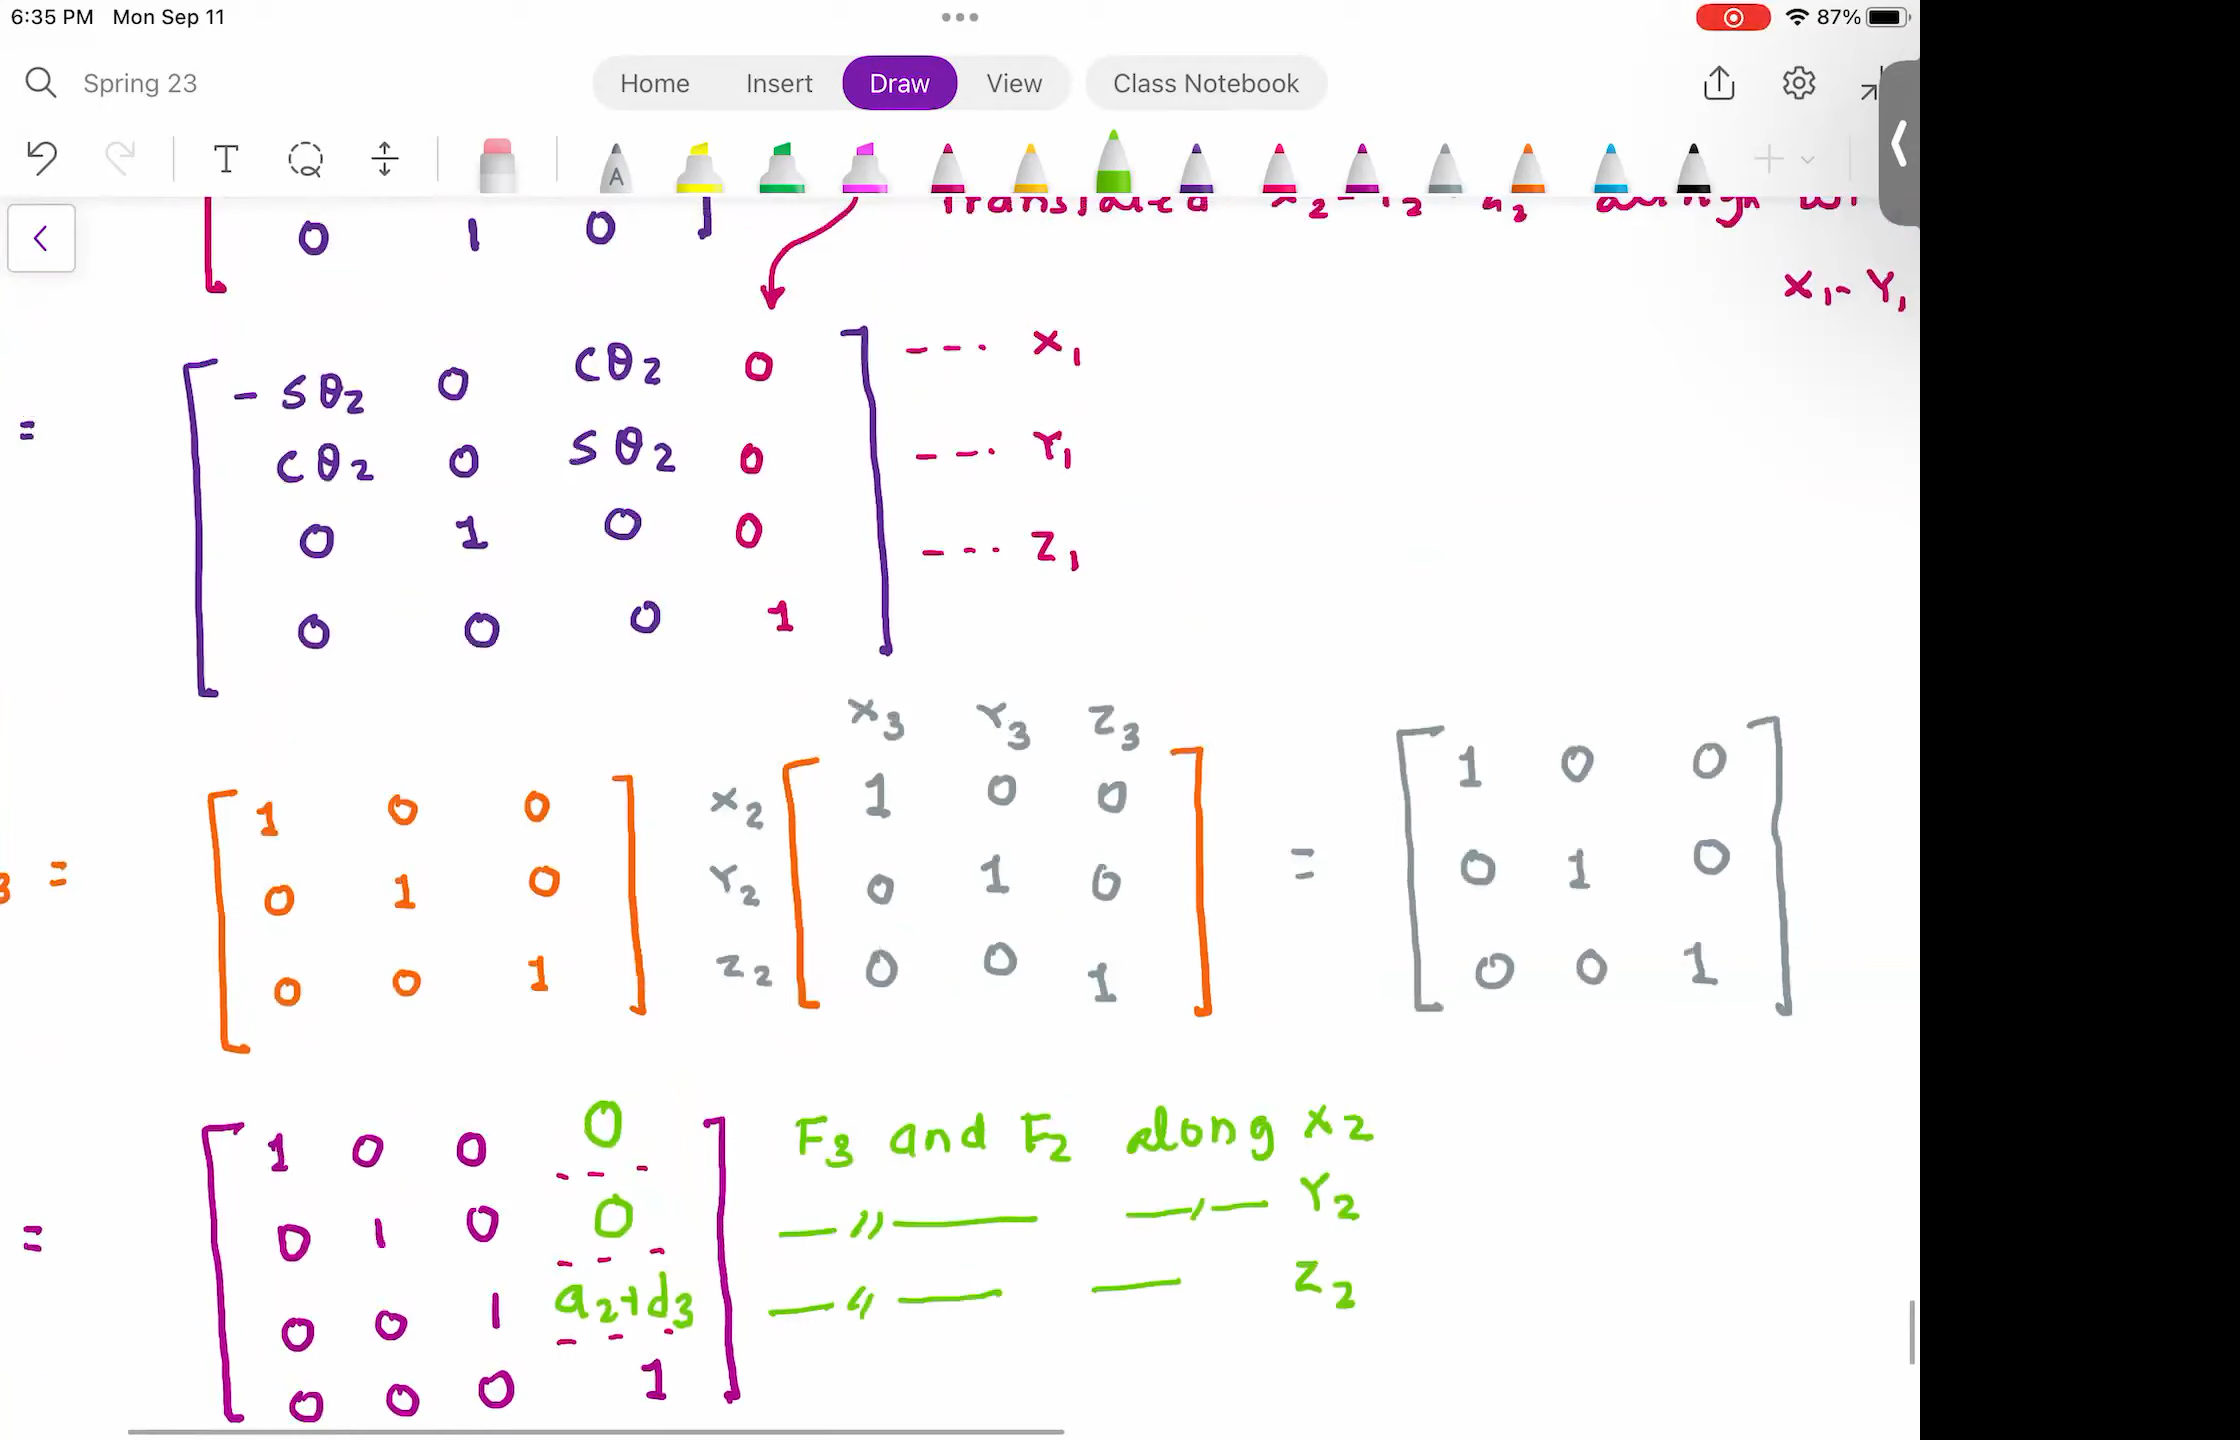 6:35 PM Mon Sep 11
87%
Spring 23
Home Insert Draw View Class Notebook
T A
Translated X2-Y2 Z2
0 1 0
X1-Y1
-Sθ2 0 Cθ2 0 --- X1
= Cθ2 0 Sθ2 0 --- Y1
0 1 0 0 --- Z1
0 0 0 1
X3 Y3 Z3
1 0 0 X2 1 0 0 1 0 0
3 = 0 1 0 Y2 0 1 0 = 0 1 0
0 0 1 Z2 0 0 1 0 0 1
1 0 0 0 F3 and F2 along X2
= 0 1 0 0 —〃— —〃— Y2
0 0 1 a2+d3 —〃— — Z2
0 0 0 1